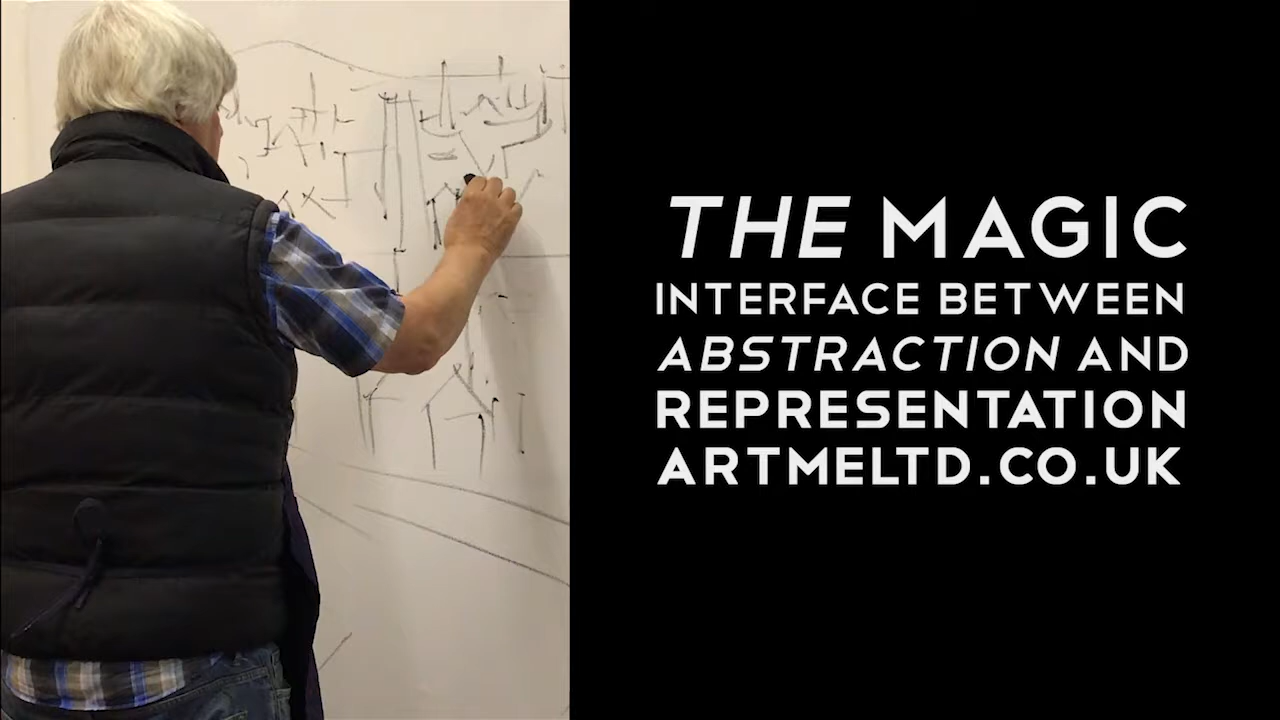 THE MAGIC
INTERFACE BETWEEN
ABSTRACTION AND
REPRESENTATION
ARTMELTD.CO.UK